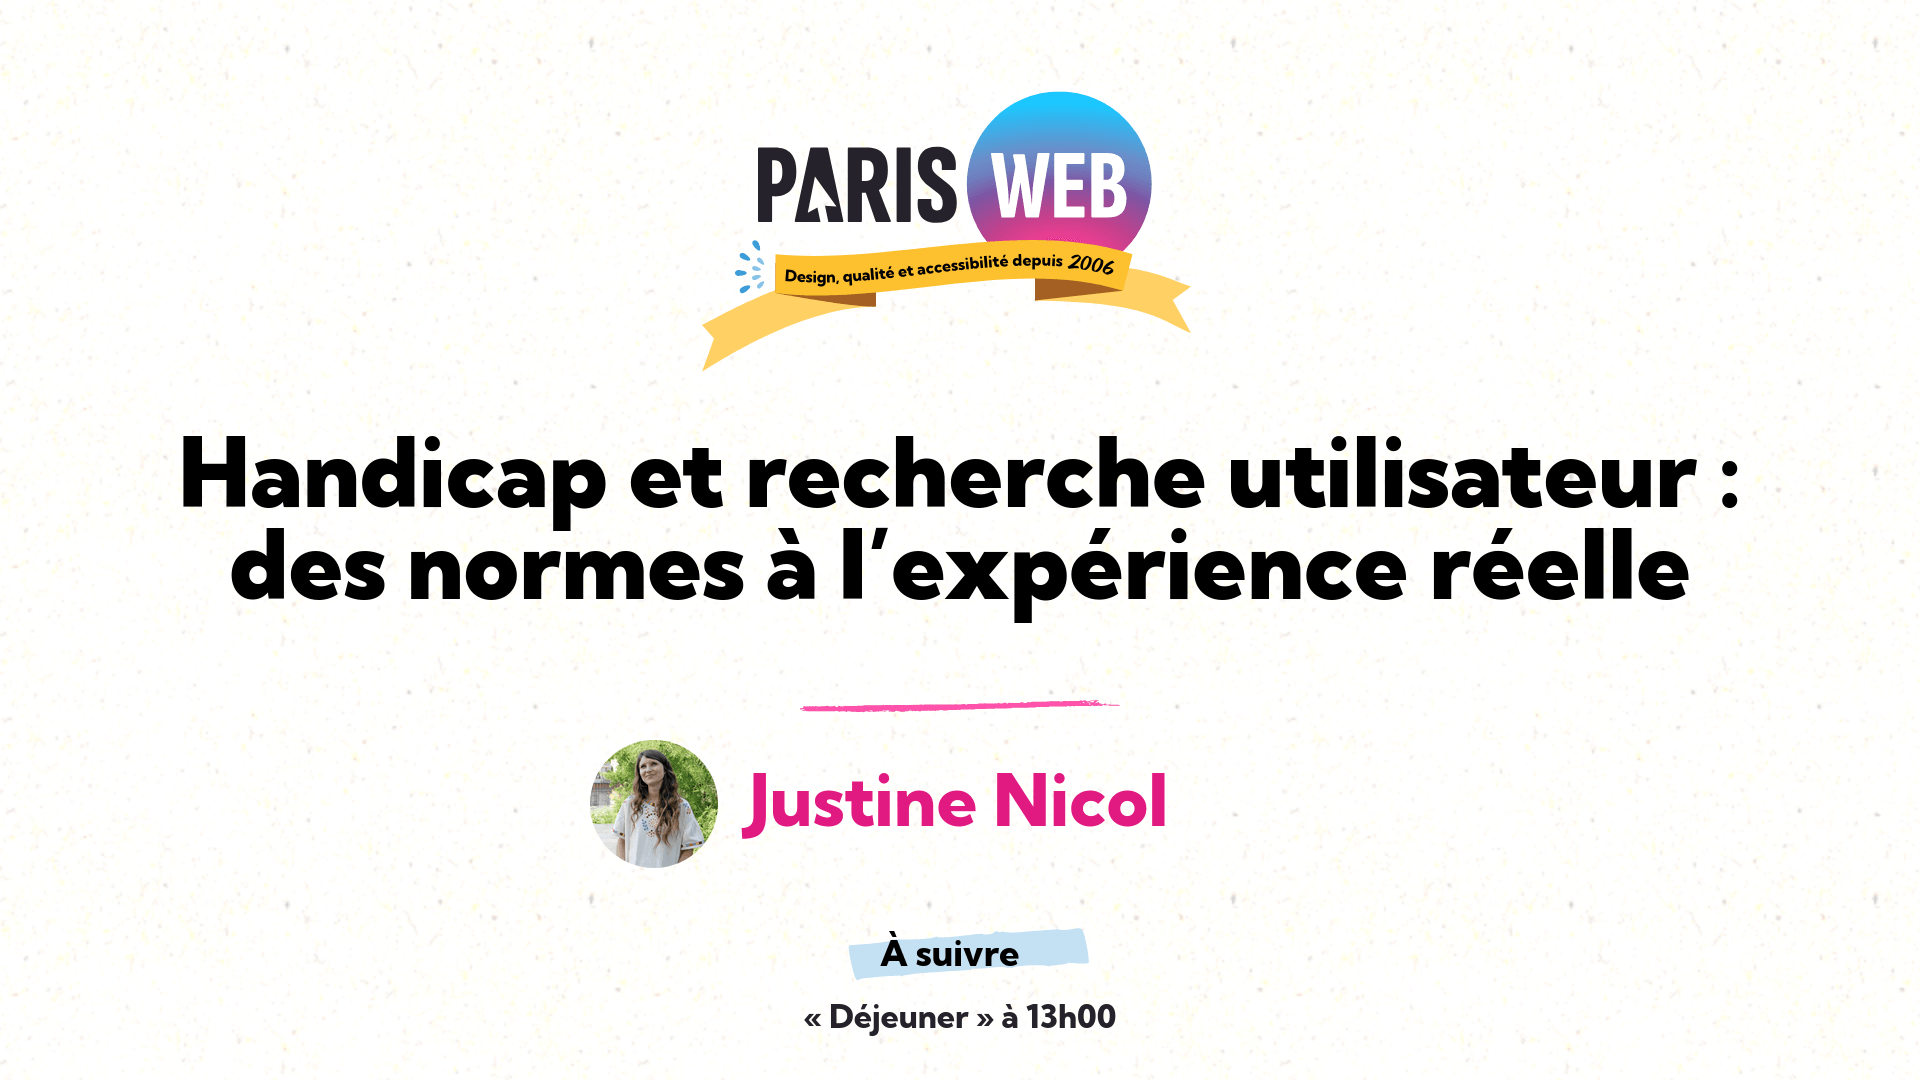 PARIS WEB
Design, qualité et accessibilité depuis 2006
Handicap et recherche utilisateur :
des normes à l’expérience réelle
Justine Nicol
À suivre
« Déjeuner » à 13h00